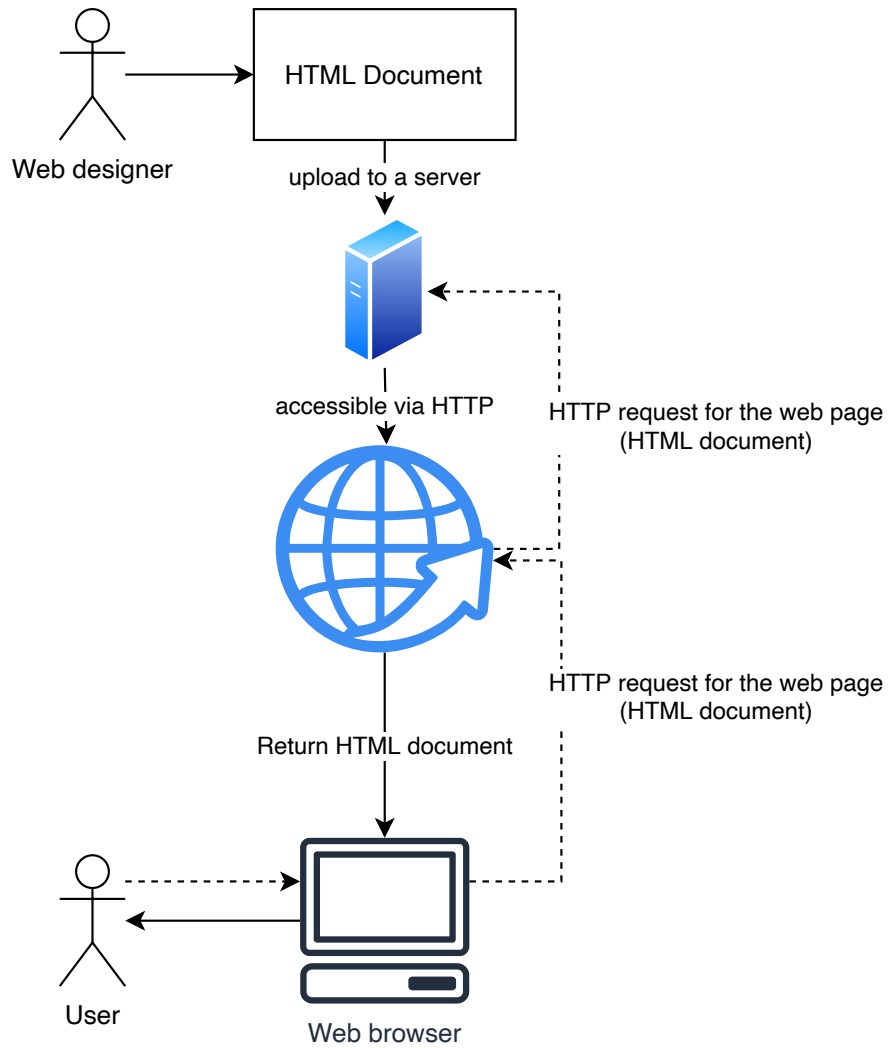 HTML Document
Web designer
upload to a server
accessible via HTTP
HTTP request for the web page
(HTML document)
HTTP request for the web page
(HTML document)
Return HTML document
User
Web browser